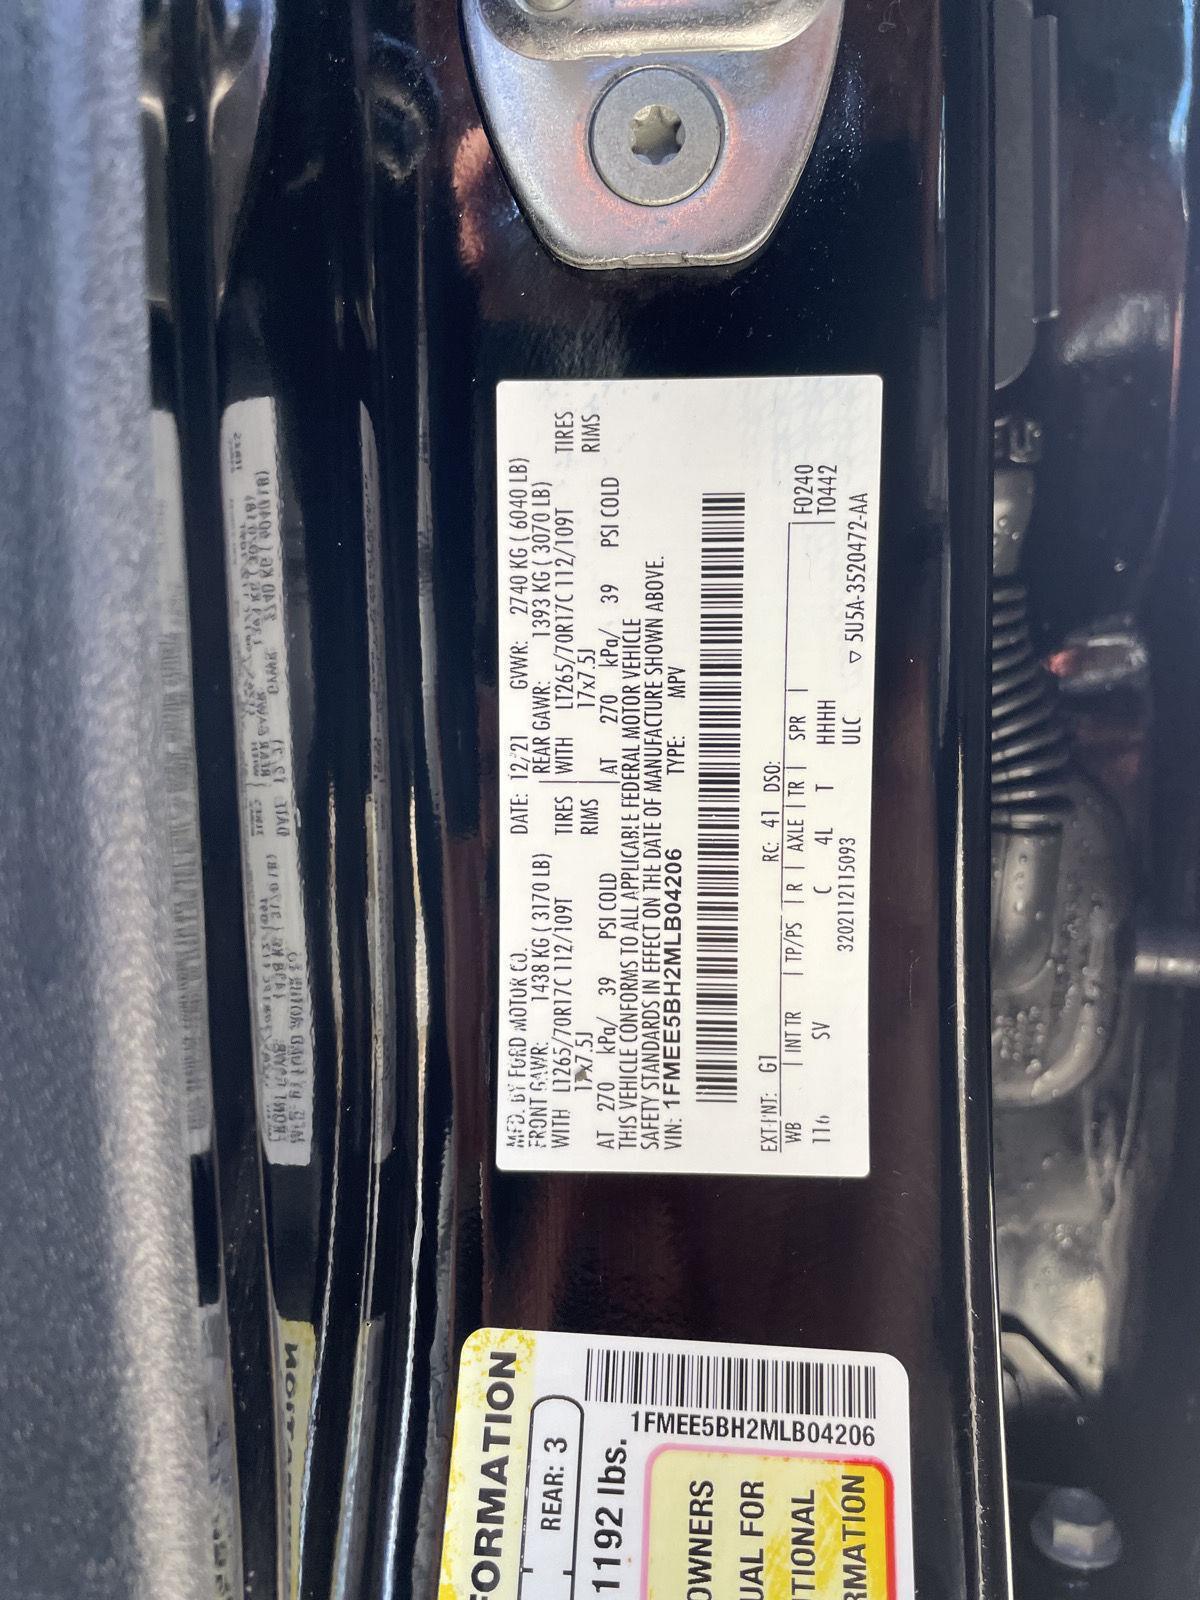 MFD. BY FORD MOTOR CO.
DATE: 12/21
GVWR: 2740 KG ( 6040 LB)
FRONT GAWR: 1438 KG ( 3170 LB)
WITH LT265/70R17C 112/109T TIRES
17x7.5J RIMS
AT 270 kPa/ 39 PSI COLD
REAR GAWR: 1393 KG ( 3070 LB)
WITH LT265/70R17C 112/109T TIRES
17x7.5J RIMS
AT 270 kPa/ 39 PSI COLD
THIS VEHICLE CONFORMS TO ALL APPLICABLE FEDERAL MOTOR VEHICLE
SAFETY STANDARDS IN EFFECT ON THE DATE OF MANUFACTURE SHOWN ABOVE.
VIN: 1FMEE5BH2MLB04206 TYPE: MPV
EXT PNT: G1 RC: 41 DSO: F0240
WB INT TR TP/PS R AXLE TR SPR T0442
116 SV C 4L T HHHH
3202112115093 ULC ▽ 5U5A-3520472-AA
FORMATION
REAR: 3
1192 lbs.
1FMEE5BH2MLB04206
OWNERS
UAL FOR
ITIONAL
RMATION